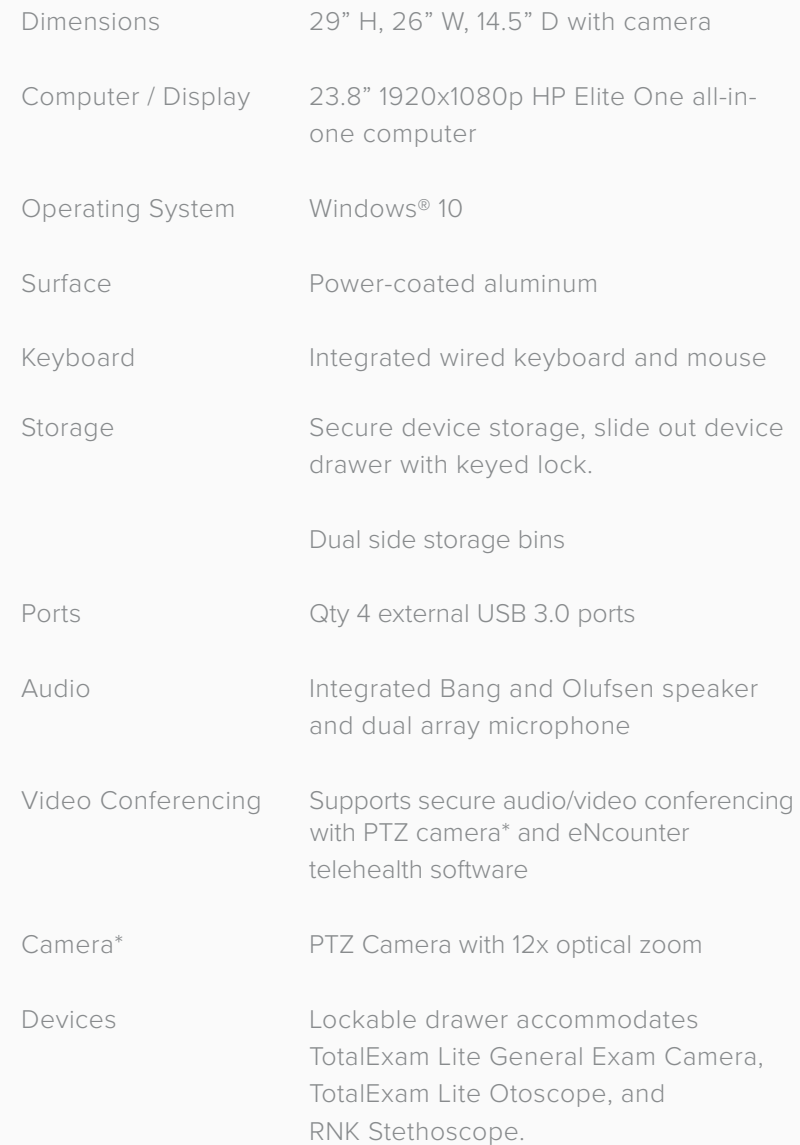 Dimensions 29” H, 26” W, 14.5” D with camera
Computer / Display 23.8” 1920x1080p HP Elite One all-in-
one computer
Operating System Windows® 10
Surface Power-coated aluminum
Keyboard Integrated wired keyboard and mouse
Storage Secure device storage, slide out device
drawer with keyed lock.
Dual side storage bins
Ports Qty 4 external USB 3.0 ports
Audio Integrated Bang and Olufsen speaker
and dual array microphone
Video Conferencing Supports secure audio/video conferencing
with PTZ camera* and eNcounter
telehealth software
Camera* PTZ Camera with 12x optical zoom
Devices Lockable drawer accommodates
TotalExam Lite General Exam Camera,
TotalExam Lite Otoscope, and
RNK Stethoscope.